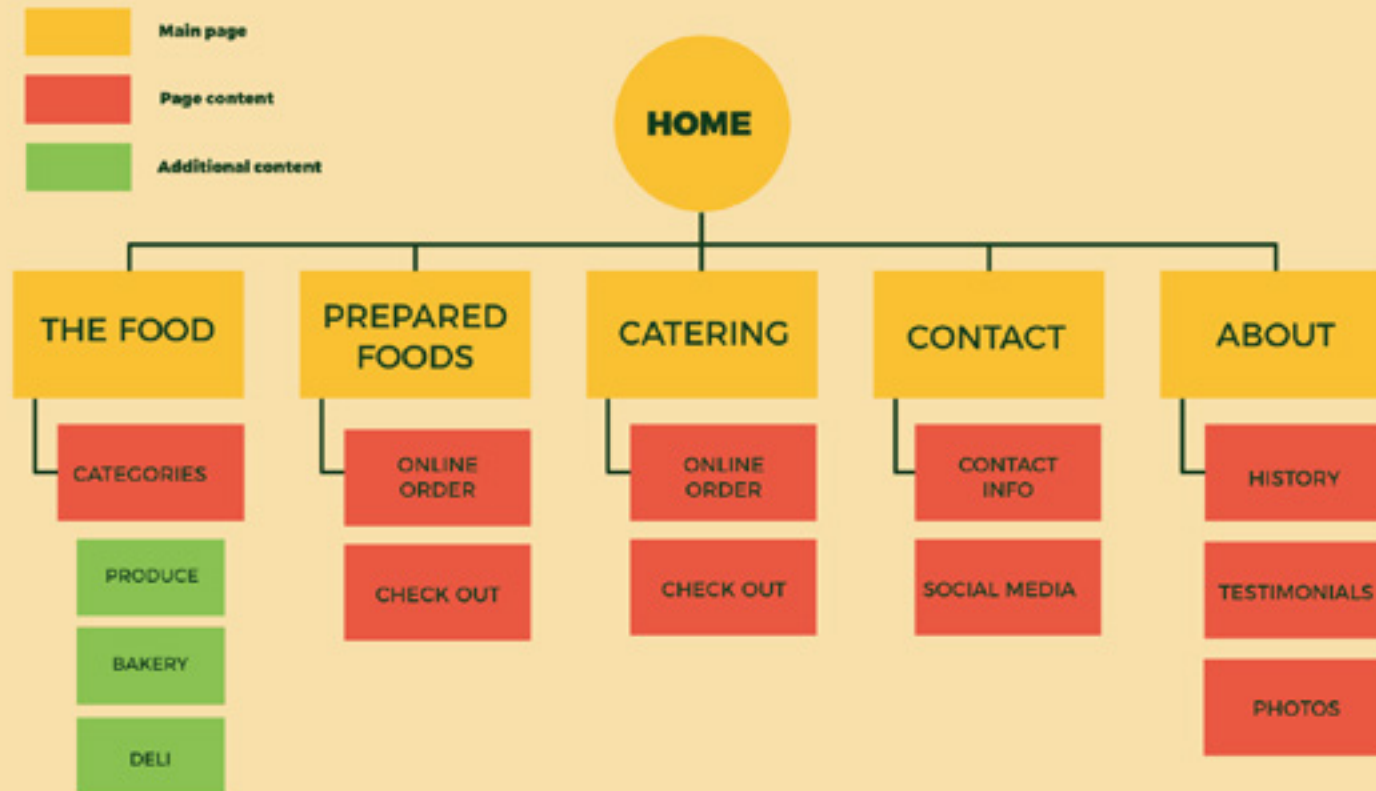 Main page
Page content
Additional content
HOME
THE FOOD
PREPARED
FOODS
CATERING
CONTACT
ABOUT
CATEGORIES
PRODUCE
BAKERY
DELI
ONLINE
ORDER
CHECK OUT
ONLINE
ORDER
CHECK OUT
CONTACT
INFO
SOCIAL MEDIA
HISTORY
TESTIMONIALS
PHOTOS